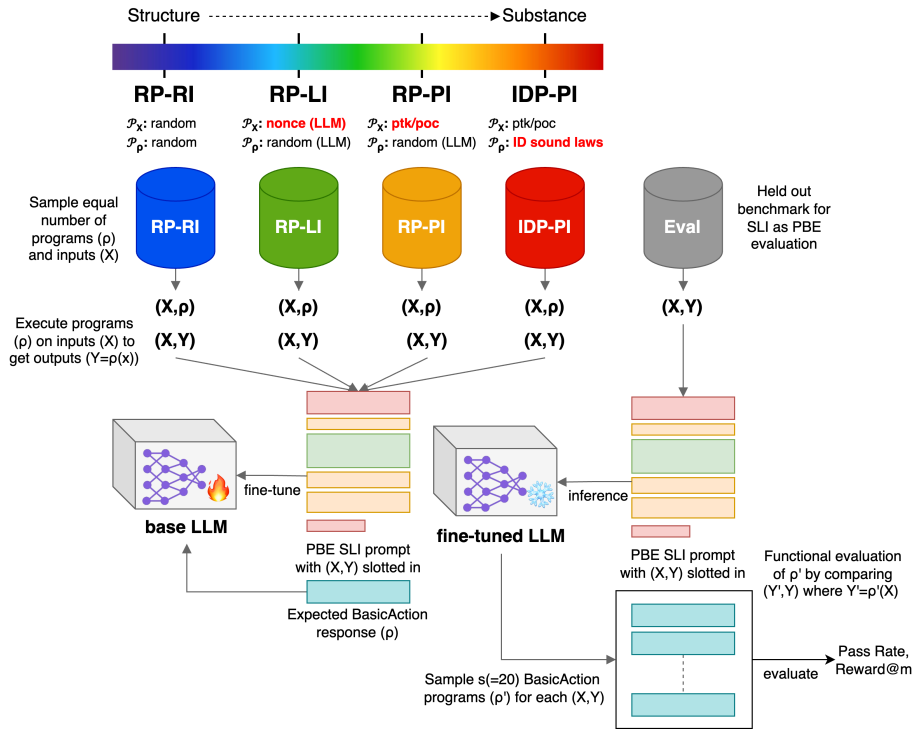 Structure
Substance
RP-RI
RP-LI
RP-PI
IDP-PI
𝒫x: random
𝒫ρ: random
𝒫x: nonce (LLM)
𝒫ρ: random (LLM)
𝒫x: ptk/poc
𝒫ρ: random (LLM)
𝒫x: ptk/poc
𝒫ρ: ID sound laws
Sample equal
number of
programs (ρ)
and inputs (X)
RP-RI
RP-LI
RP-PI
IDP-PI
Eval
Held out
benchmark for
SLI as PBE
evaluation
(X,ρ)
(X,ρ)
(X,ρ)
(X,ρ)
(X,Y)
Execute programs
(ρ) on inputs (X) to
get outputs (Y=ρ(x))
(X,Y)
(X,Y)
(X,Y)
(X,Y)
fine-tune
base LLM
PBE SLI prompt
with (X,Y) slotted in
Expected BasicAction
response (ρ)
inference
fine-tuned LLM
PBE SLI prompt
with (X,Y) slotted in
Functional evaluation
of ρ' by comparing
(Y',Y) where Y'=ρ'(X)
Sample s(=20) BasicAction
programs (ρ') for each (X,Y)
evaluate
Pass Rate,
Reward@m